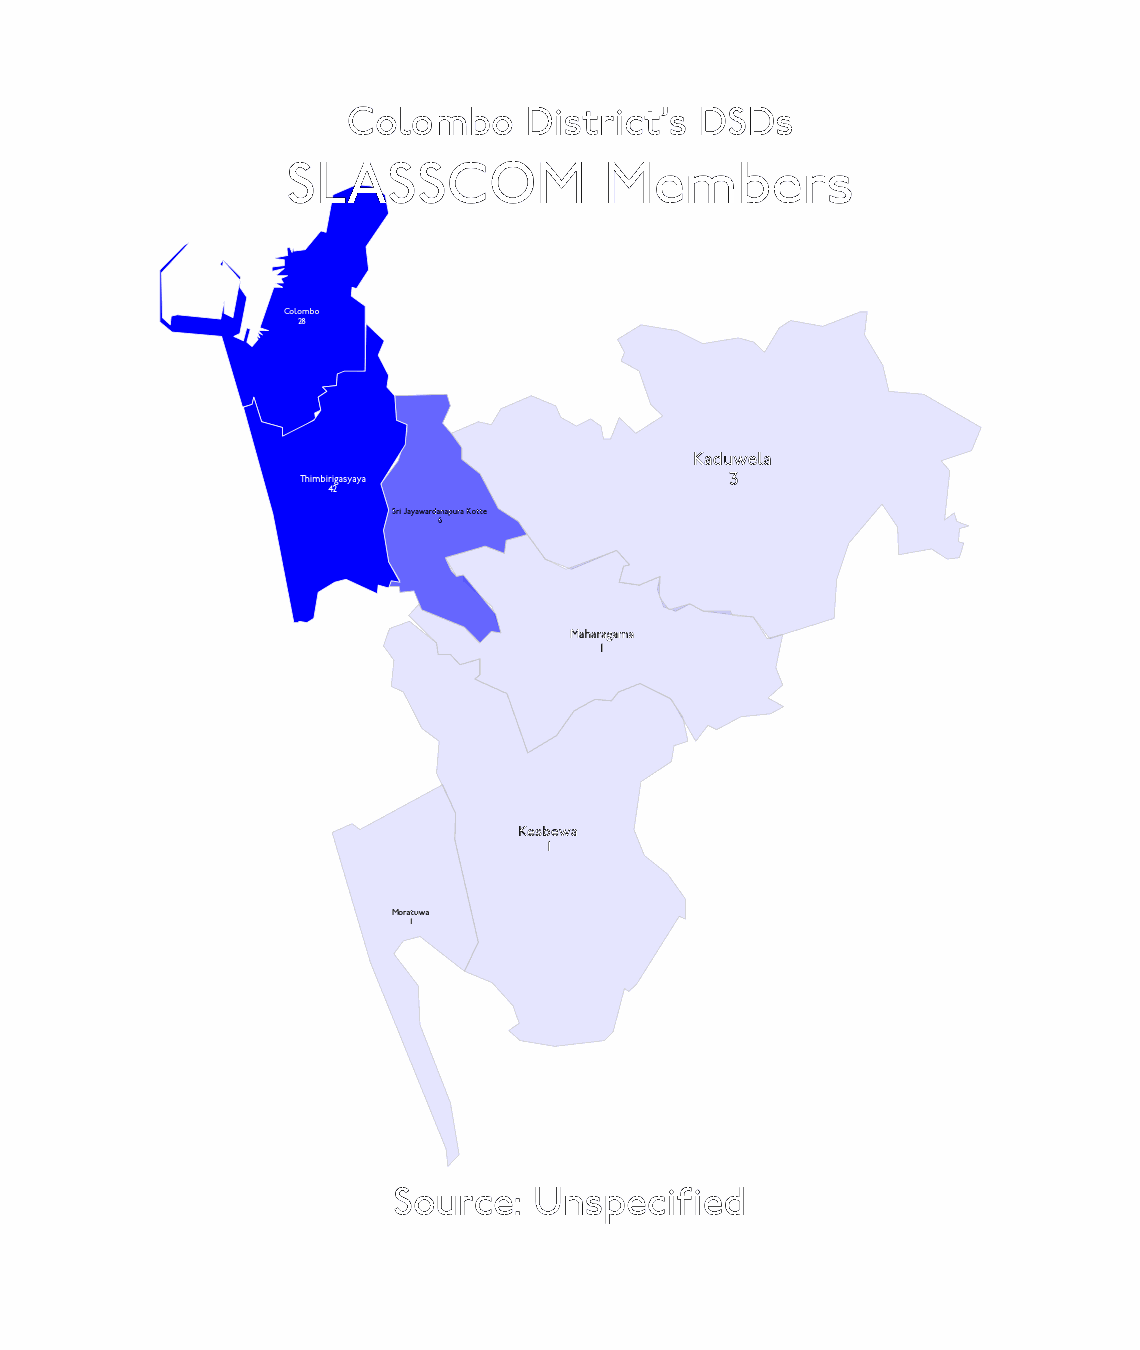 Colombo District's DSDs
SLASSCOM Members
Colombo
28
Thimbirigasyaya
42
Kaduwela
3
Sri Jayawardanapura Kotte
6
Maharagama
1
Kesbewa
1
Moratuwa
1
Source: Unspecified